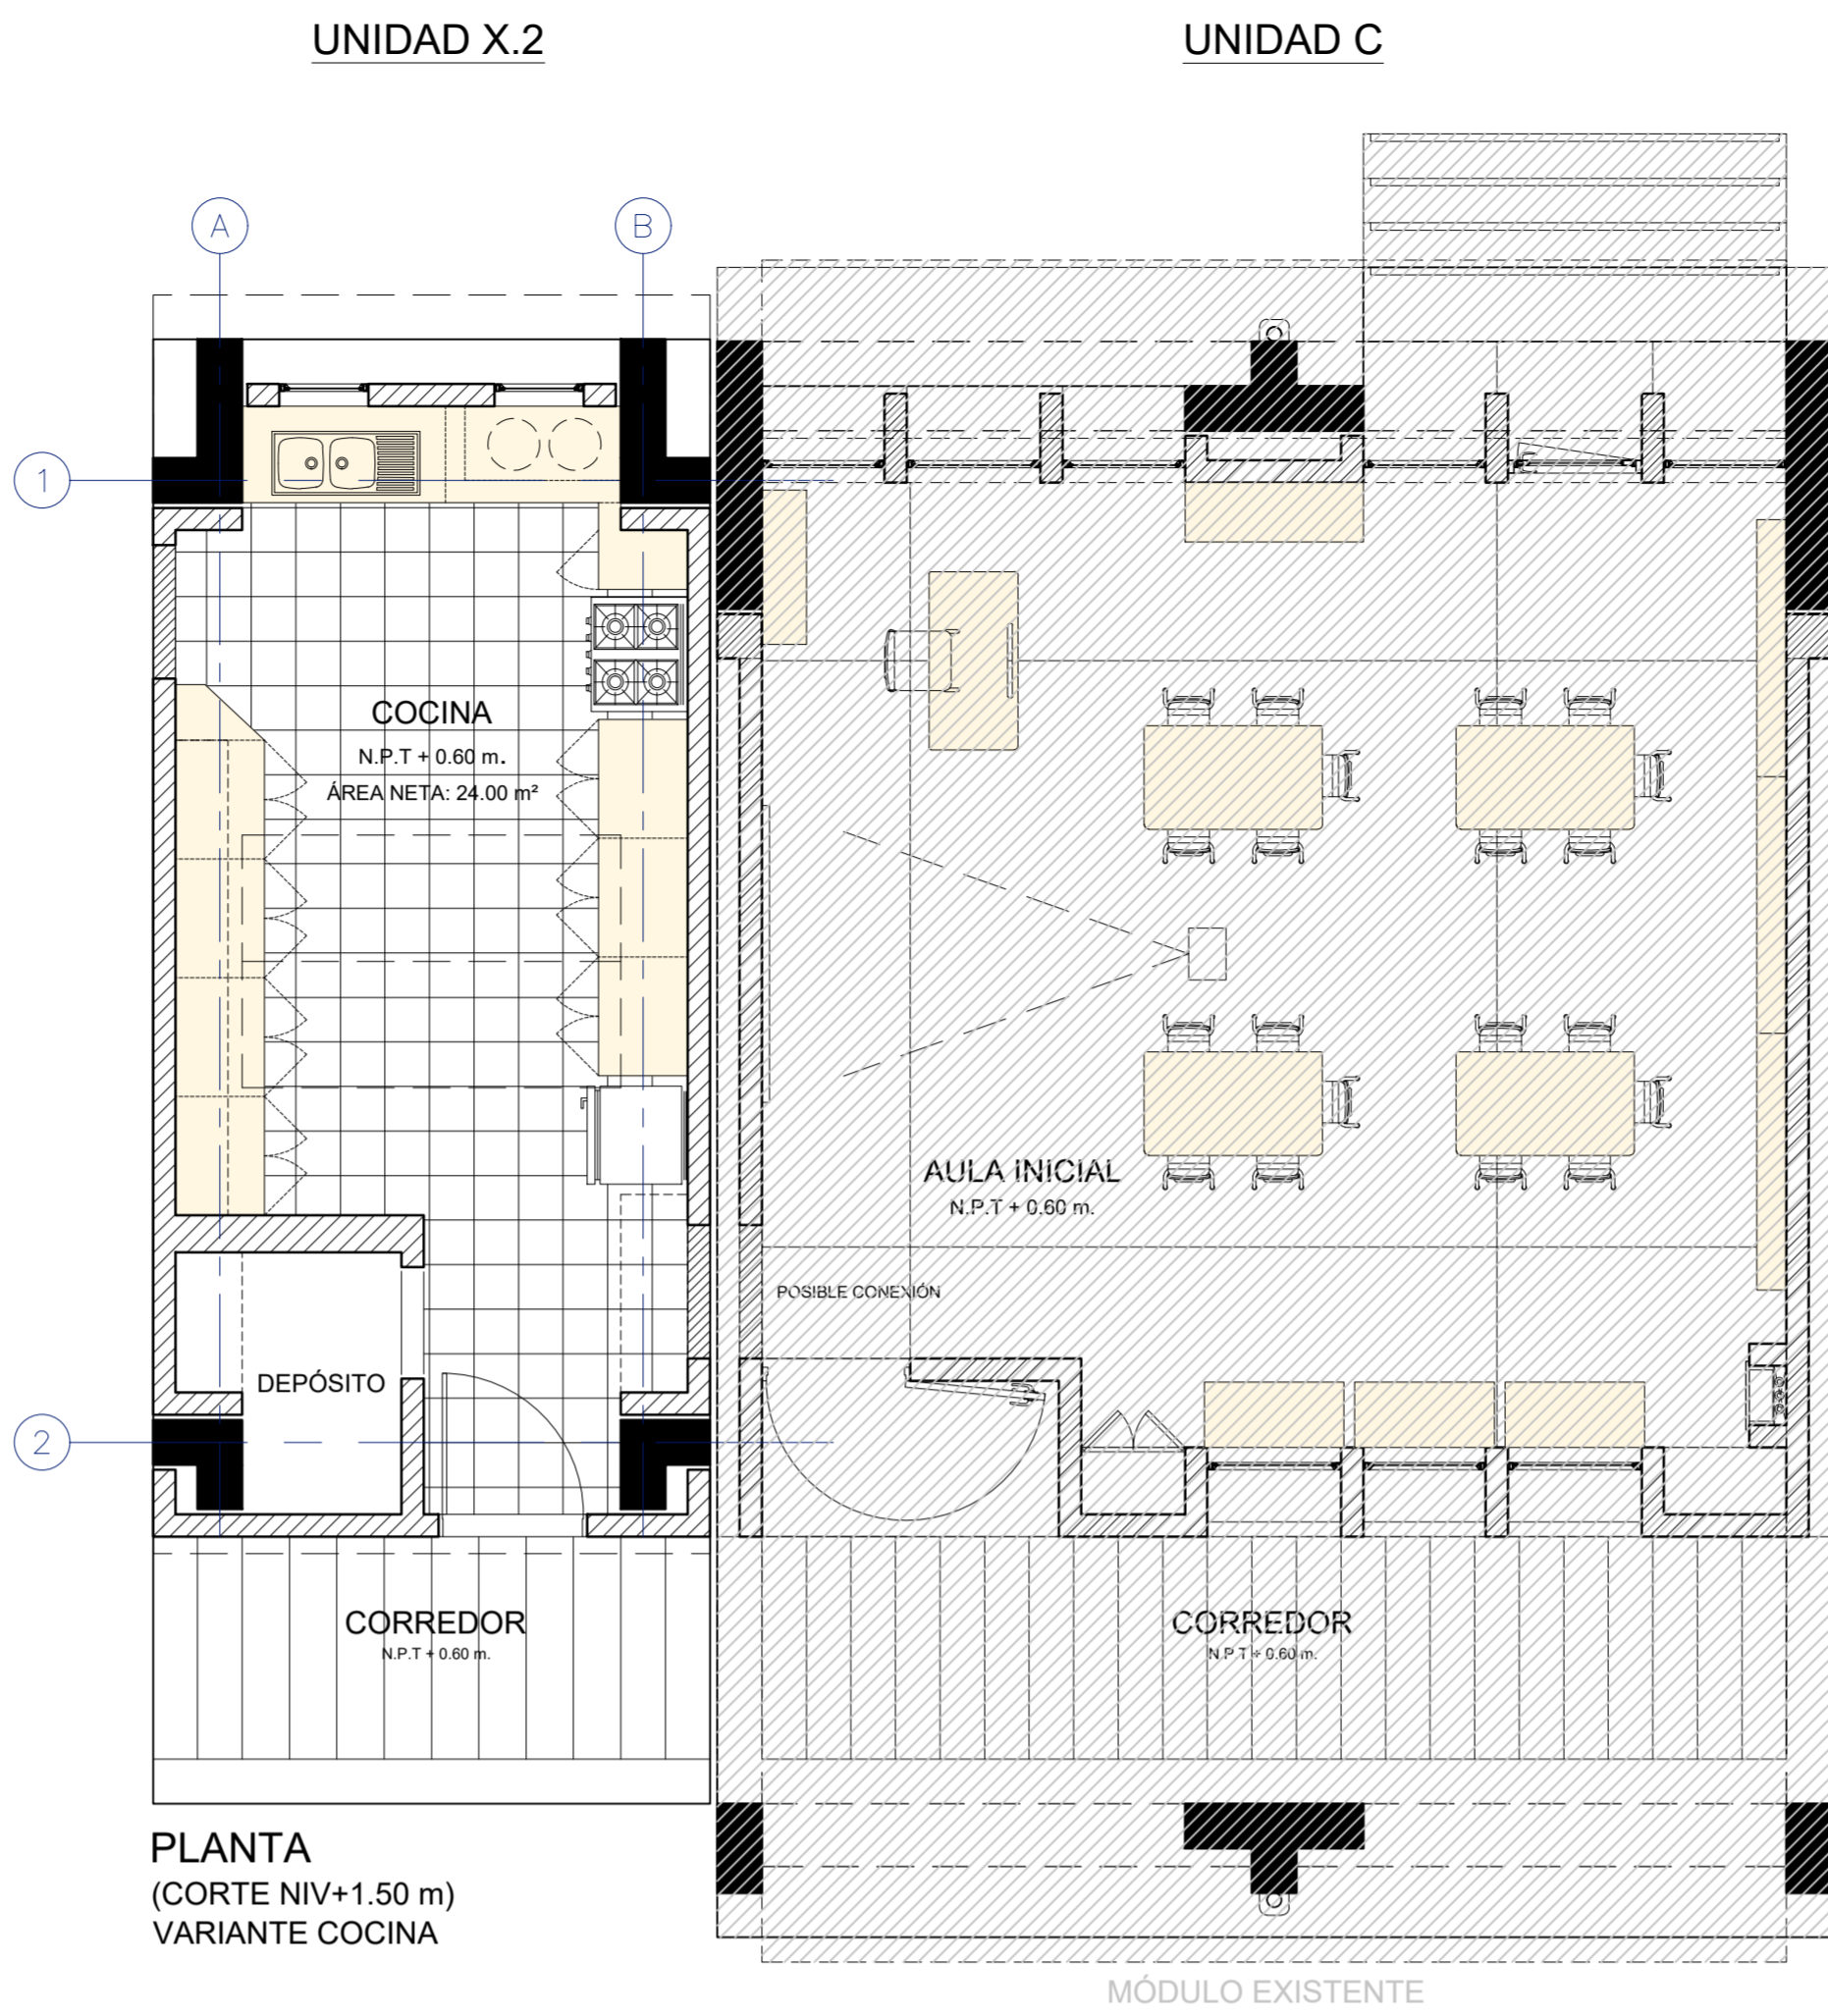 UNIDAD X.2
UNIDAD C
A
B
1
COCINA
N.P.T + 0.60 m.
ÁREA NETA: 24.00 m²
AULA INICIAL
N.P.T + 0.60 m.
POSIBLE CONEXIÓN
DEPÓSITO
2
CORREDOR
N.P.T + 0.60 m.
CORREDOR
N.P.T + 0.60 m.
PLANTA
(CORTE NIV+1.50 m)
VARIANTE COCINA
MÓDULO EXISTENTE